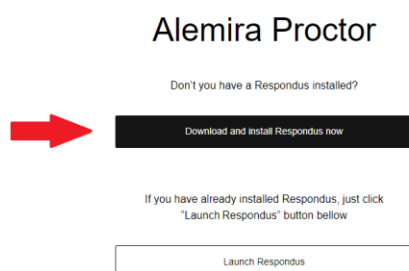 Alemira Proctor
Don't you have a Respondus installed?
Download and install Respondus now
If you have already installed Respondus, just click
"Launch Respondus" button bellow
Launch Respondus